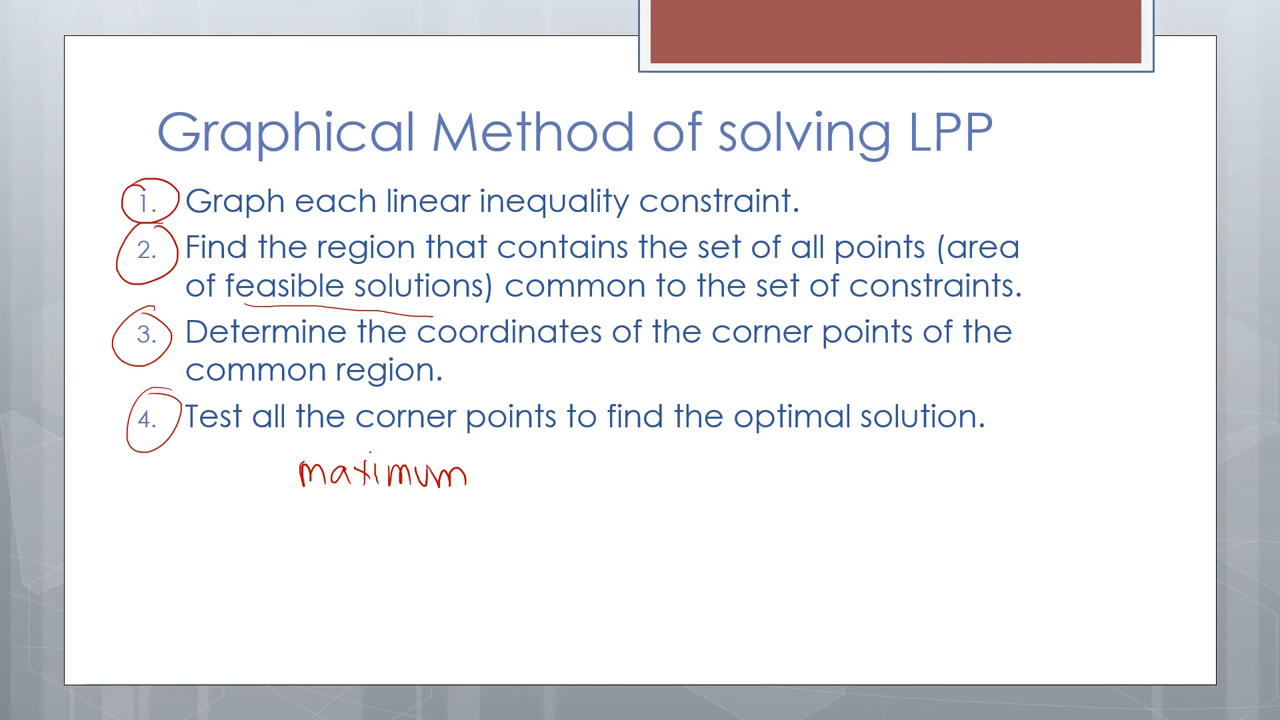 Graphical Method of solving LPP
1. Graph each linear inequality constraint.
2. Find the region that contains the set of all points (area
of feasible solutions) common to the set of constraints.
3. Determine the coordinates of the corner points of the
common region.
4. Test all the corner points to find the optimal solution.
maximum